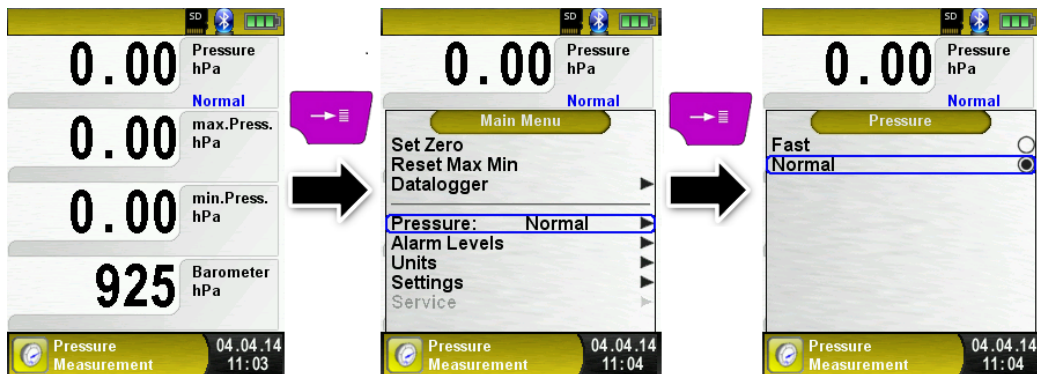 SD
0.00
Pressure
hPa
Normal
0.00
max.Press.
hPa
0.00
min.Press.
hPa
925
Barometer
hPa
Pressure
Measurement
04.04.14
11:03
SD
0.00
Pressure
hPa
Normal
Main Menu
Set Zero
Reset Max Min
Datalogger
Pressure: Normal
Alarm Levels
Units
Settings
Service
Pressure
Measurement
04.04.14
11:04
SD
0.00
Pressure
hPa
Normal
Pressure
Fast
Normal
Pressure
Measurement
04.04.14
11:04